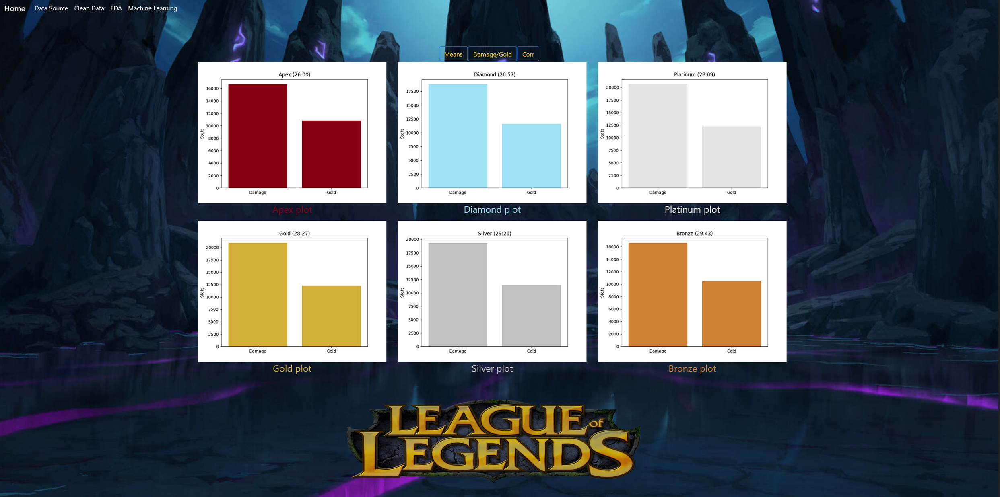 Home Data Source Clean Data EDA Machine Learning
Means Damage/Gold Corr
Apex (26:00)
16000
14000
12000
10000
8000
6000
4000
2000
0
Stats
Damage Gold
Apex plot
Diamond (26:57)
17500
15000
12500
10000
7500
5000
2500
0
Stats
Damage Gold
Diamond plot
Platinum (28:09)
20000
17500
15000
12500
10000
7500
5000
2500
0
Stats
Damage Gold
Platinum plot
Gold (28:27)
20000
17500
15000
12500
10000
7500
5000
2500
0
Stats
Damage Gold
Gold plot
Silver (29:26)
20000
17500
15000
12500
10000
7500
5000
2500
0
Stats
Damage Gold
Silver plot
Bronze (29:43)
16000
14000
12000
10000
8000
6000
4000
2000
0
Stats
Damage Gold
Bronze plot
LEAGUE of
LEGENDS®